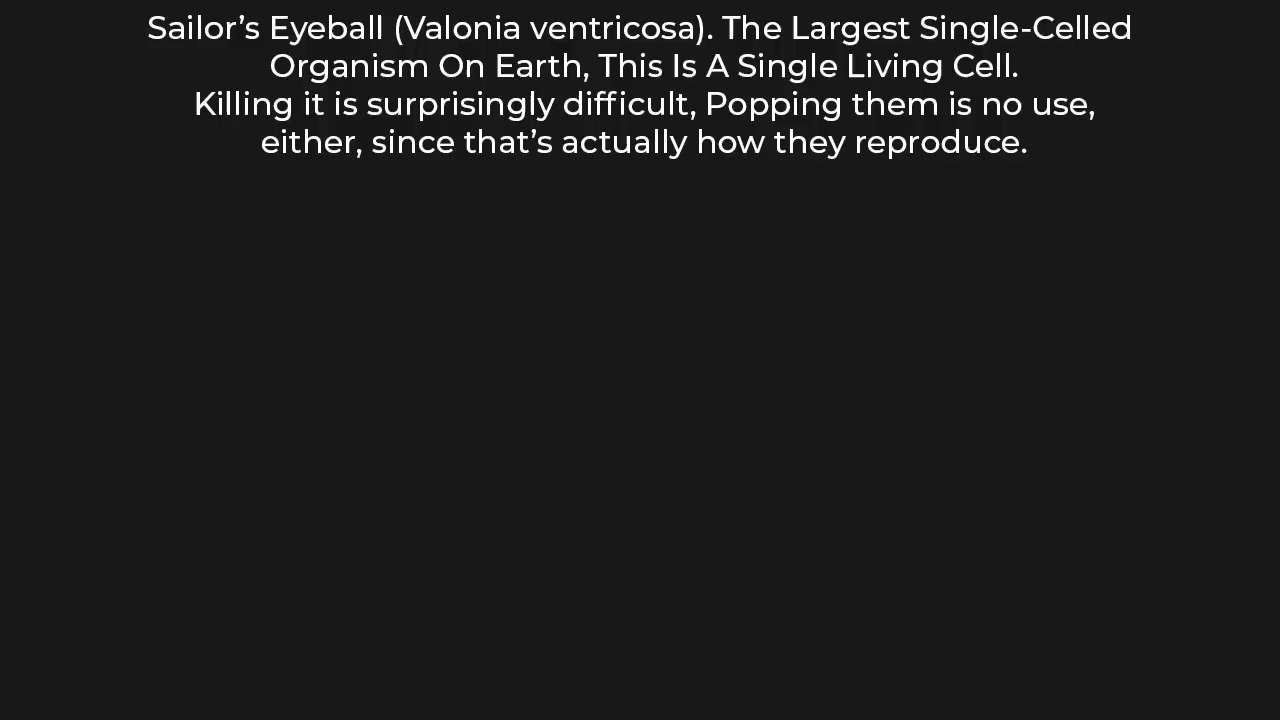 Sailor’s Eyeball (Valonia ventricosa). The Largest Single-Celled
Organism On Earth, This Is A Single Living Cell.
Killing it is surprisingly difficult, Popping them is no use,
either, since that’s actually how they reproduce.